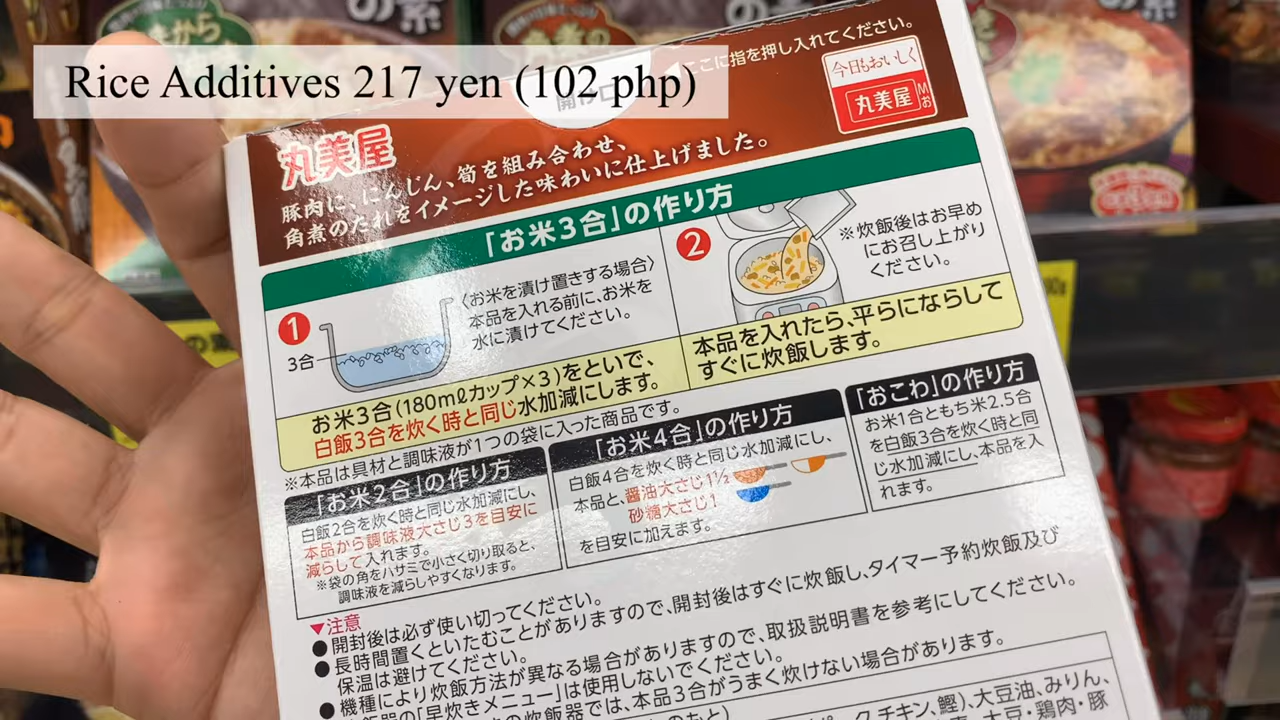 Rice Additives 217 yen (102 php)
ここに指を押し入れてください。
開け口
今日もおいしく
丸美屋
丸美屋
豚肉に、にんじん、筍を組み合わせ、
角煮のたれをイメージした味わいに仕上げました。
「お米3合」の作り方
1
3合
〈お米を漬け置きする場合〉
本品を入れる前に、お米を
水に漬けてください。
お米3合(180mℓカップ×3)をといで、
白飯3合を炊く時と同じ水加減にします。
2
※炊飯後はお早め
にお召し上がり
ください。
本品を入れたら、平らにならして
すぐに炊飯します。
※本品は具材と調味液が1つの袋に入った商品です。
「お米2合」の作り方
白飯2合を炊く時と同じ水加減にし、
本品から調味液大さじ3を目安に
減らして入れます。
※袋の角をハサミで小さく切り取ると、
調味液を減らしやすくなります。
「お米4合」の作り方
白飯4合を炊く時と同じ水加減にし、
本品と、醤油大さじ1½
砂糖大さじ1
を目安に加えます。
「おこわ」の作り方
お米1合ともち米2.5合
を白飯3合を炊く時と同
じ水加減にし、本品を入
れます。
▼注意
●開封後は必ず使い切ってください。
●長時間置くといたむことがありますので、開封後はすぐに炊飯し、タイマー予約炊飯及び
保温は避けてください。
●機種により炊飯方法が異なる場合がありますので、取扱説明書を参考にしてください。
「早炊きメニュー」は使用しないでください。
の炊飯器では、本品3合がうまく炊けない場合があります。
チキン、鰹)、大豆油、みりん、
大豆・鶏肉・豚